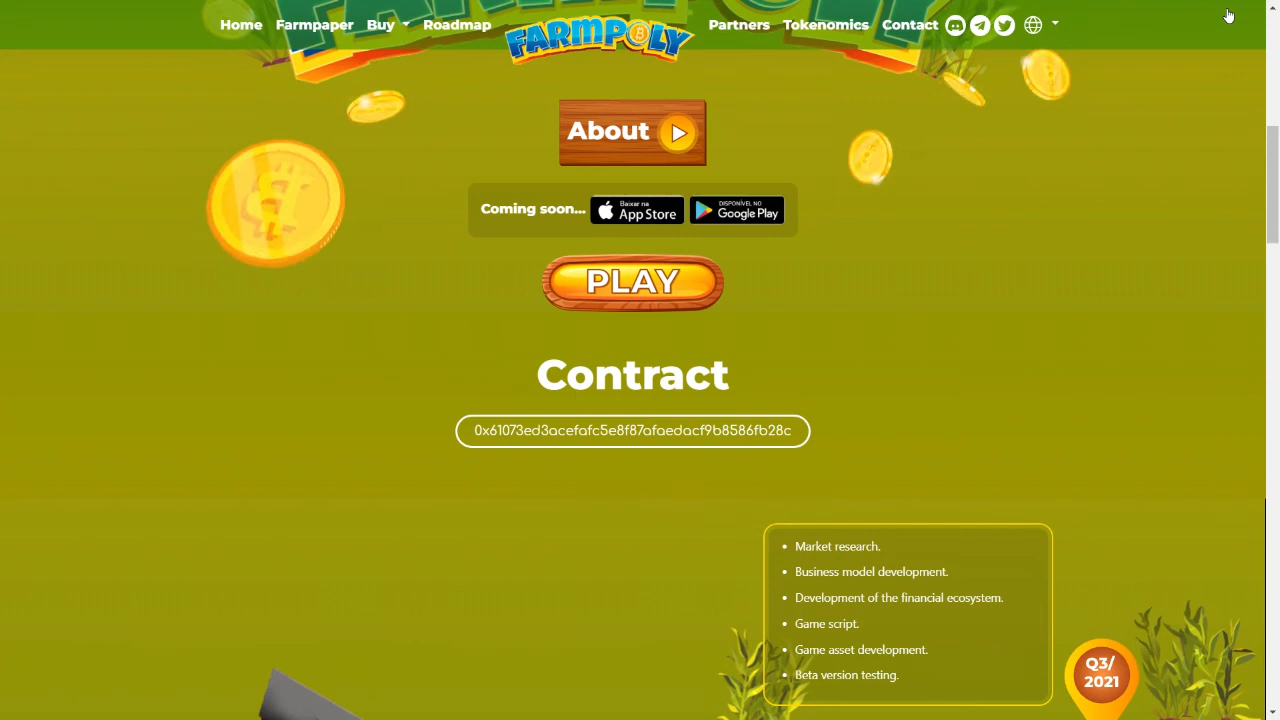 Home Farmpaper Buy Roadmap FARMPOLY Partners Tokenomics Contact
About
Coming soon... Baixar na App Store DISPONÍVEL NO Google Play
PLAY
Contract
0x61073ed3acefafc5e8f87afaedacf9b8586fb28c
• Market research.
• Business model development.
• Development of the financial ecosystem.
• Game script.
• Game asset development.
• Beta version testing.
Q3/
2021